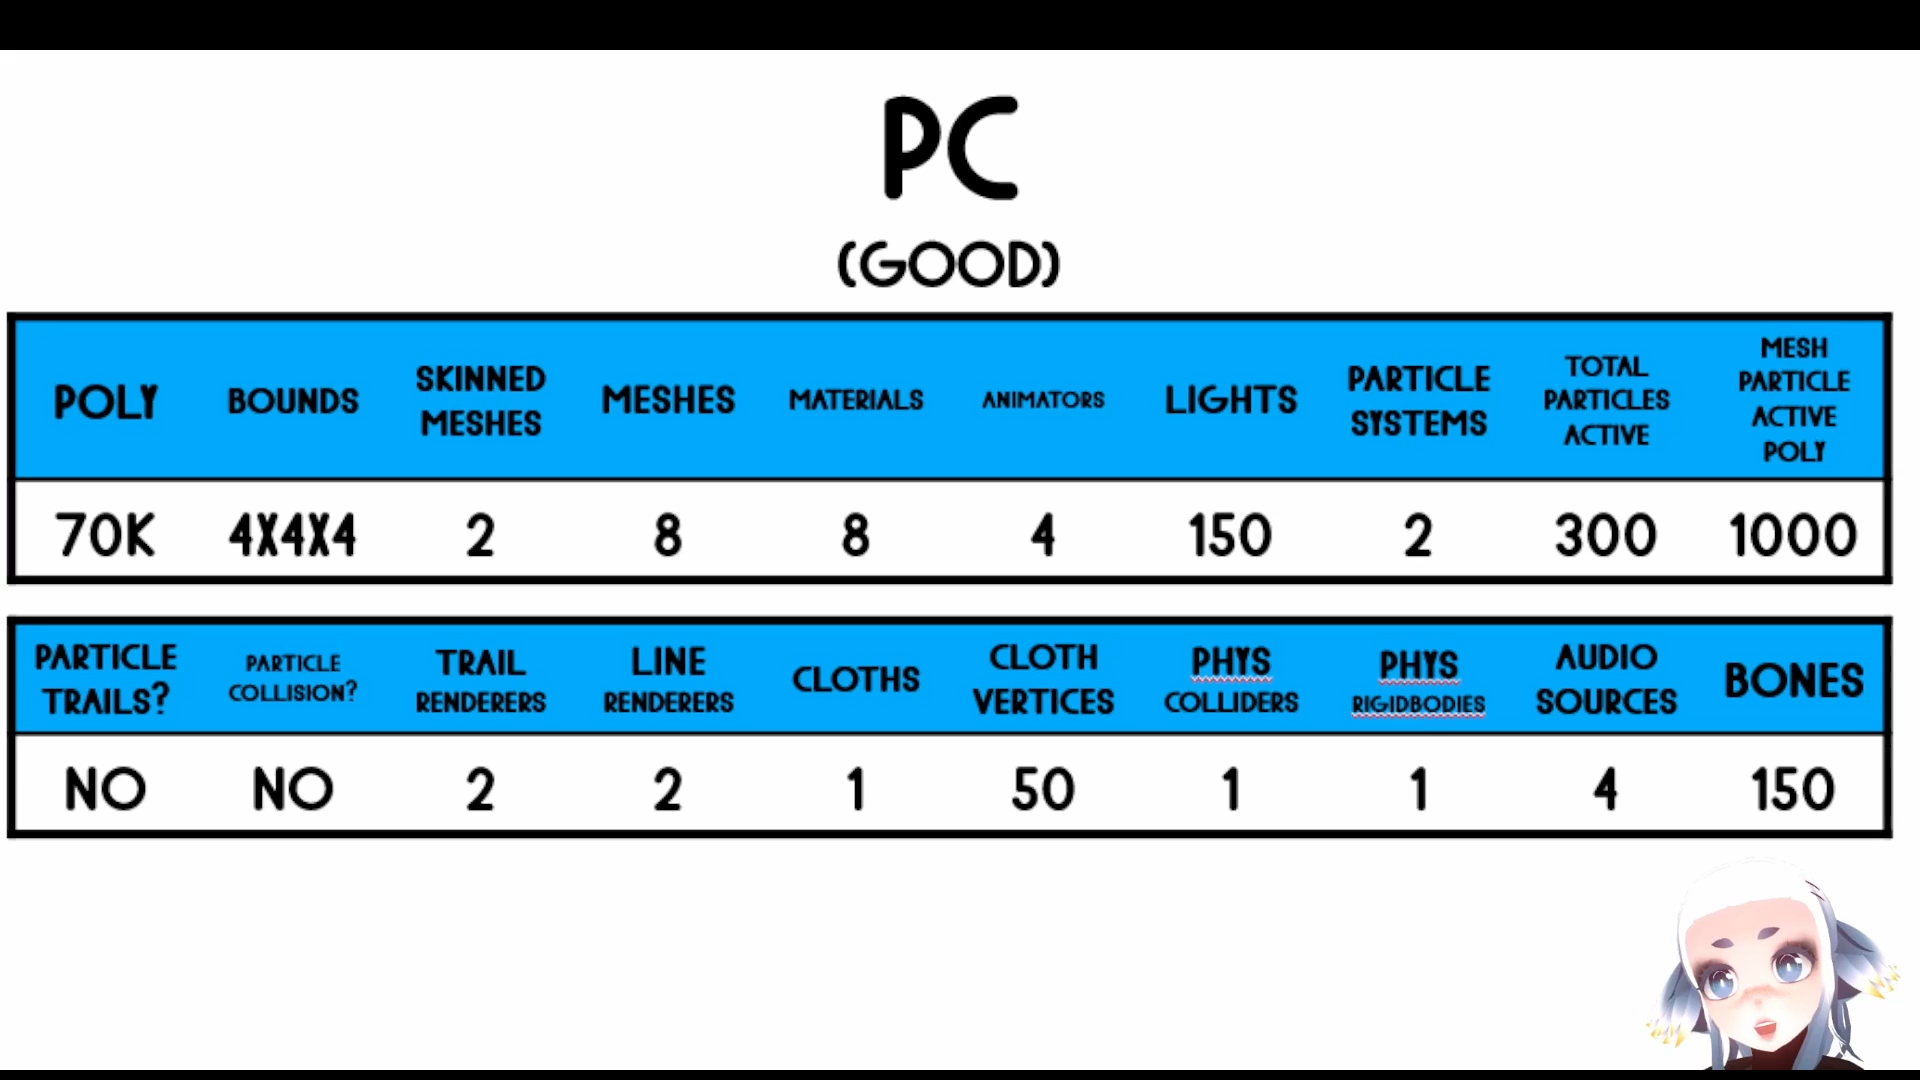 PC
(GOOD)
POLY BOUNDS SKINNED MESHES MESHES MATERIALS ANIMATORS LIGHTS PARTICLE SYSTEMS TOTAL PARTICLES ACTIVE MESH PARTICLE ACTIVE POLY
70K 4X4X4 2 8 8 4 150 2 300 1000
PARTICLE TRAILS? PARTICLE COLLISION? TRAIL RENDERERS LINE RENDERERS CLOTHS CLOTH VERTICES PHYS COLLIDERS PHYS RIGIDBODIES AUDIO SOURCES BONES
NO NO 2 2 1 50 1 1 4 150